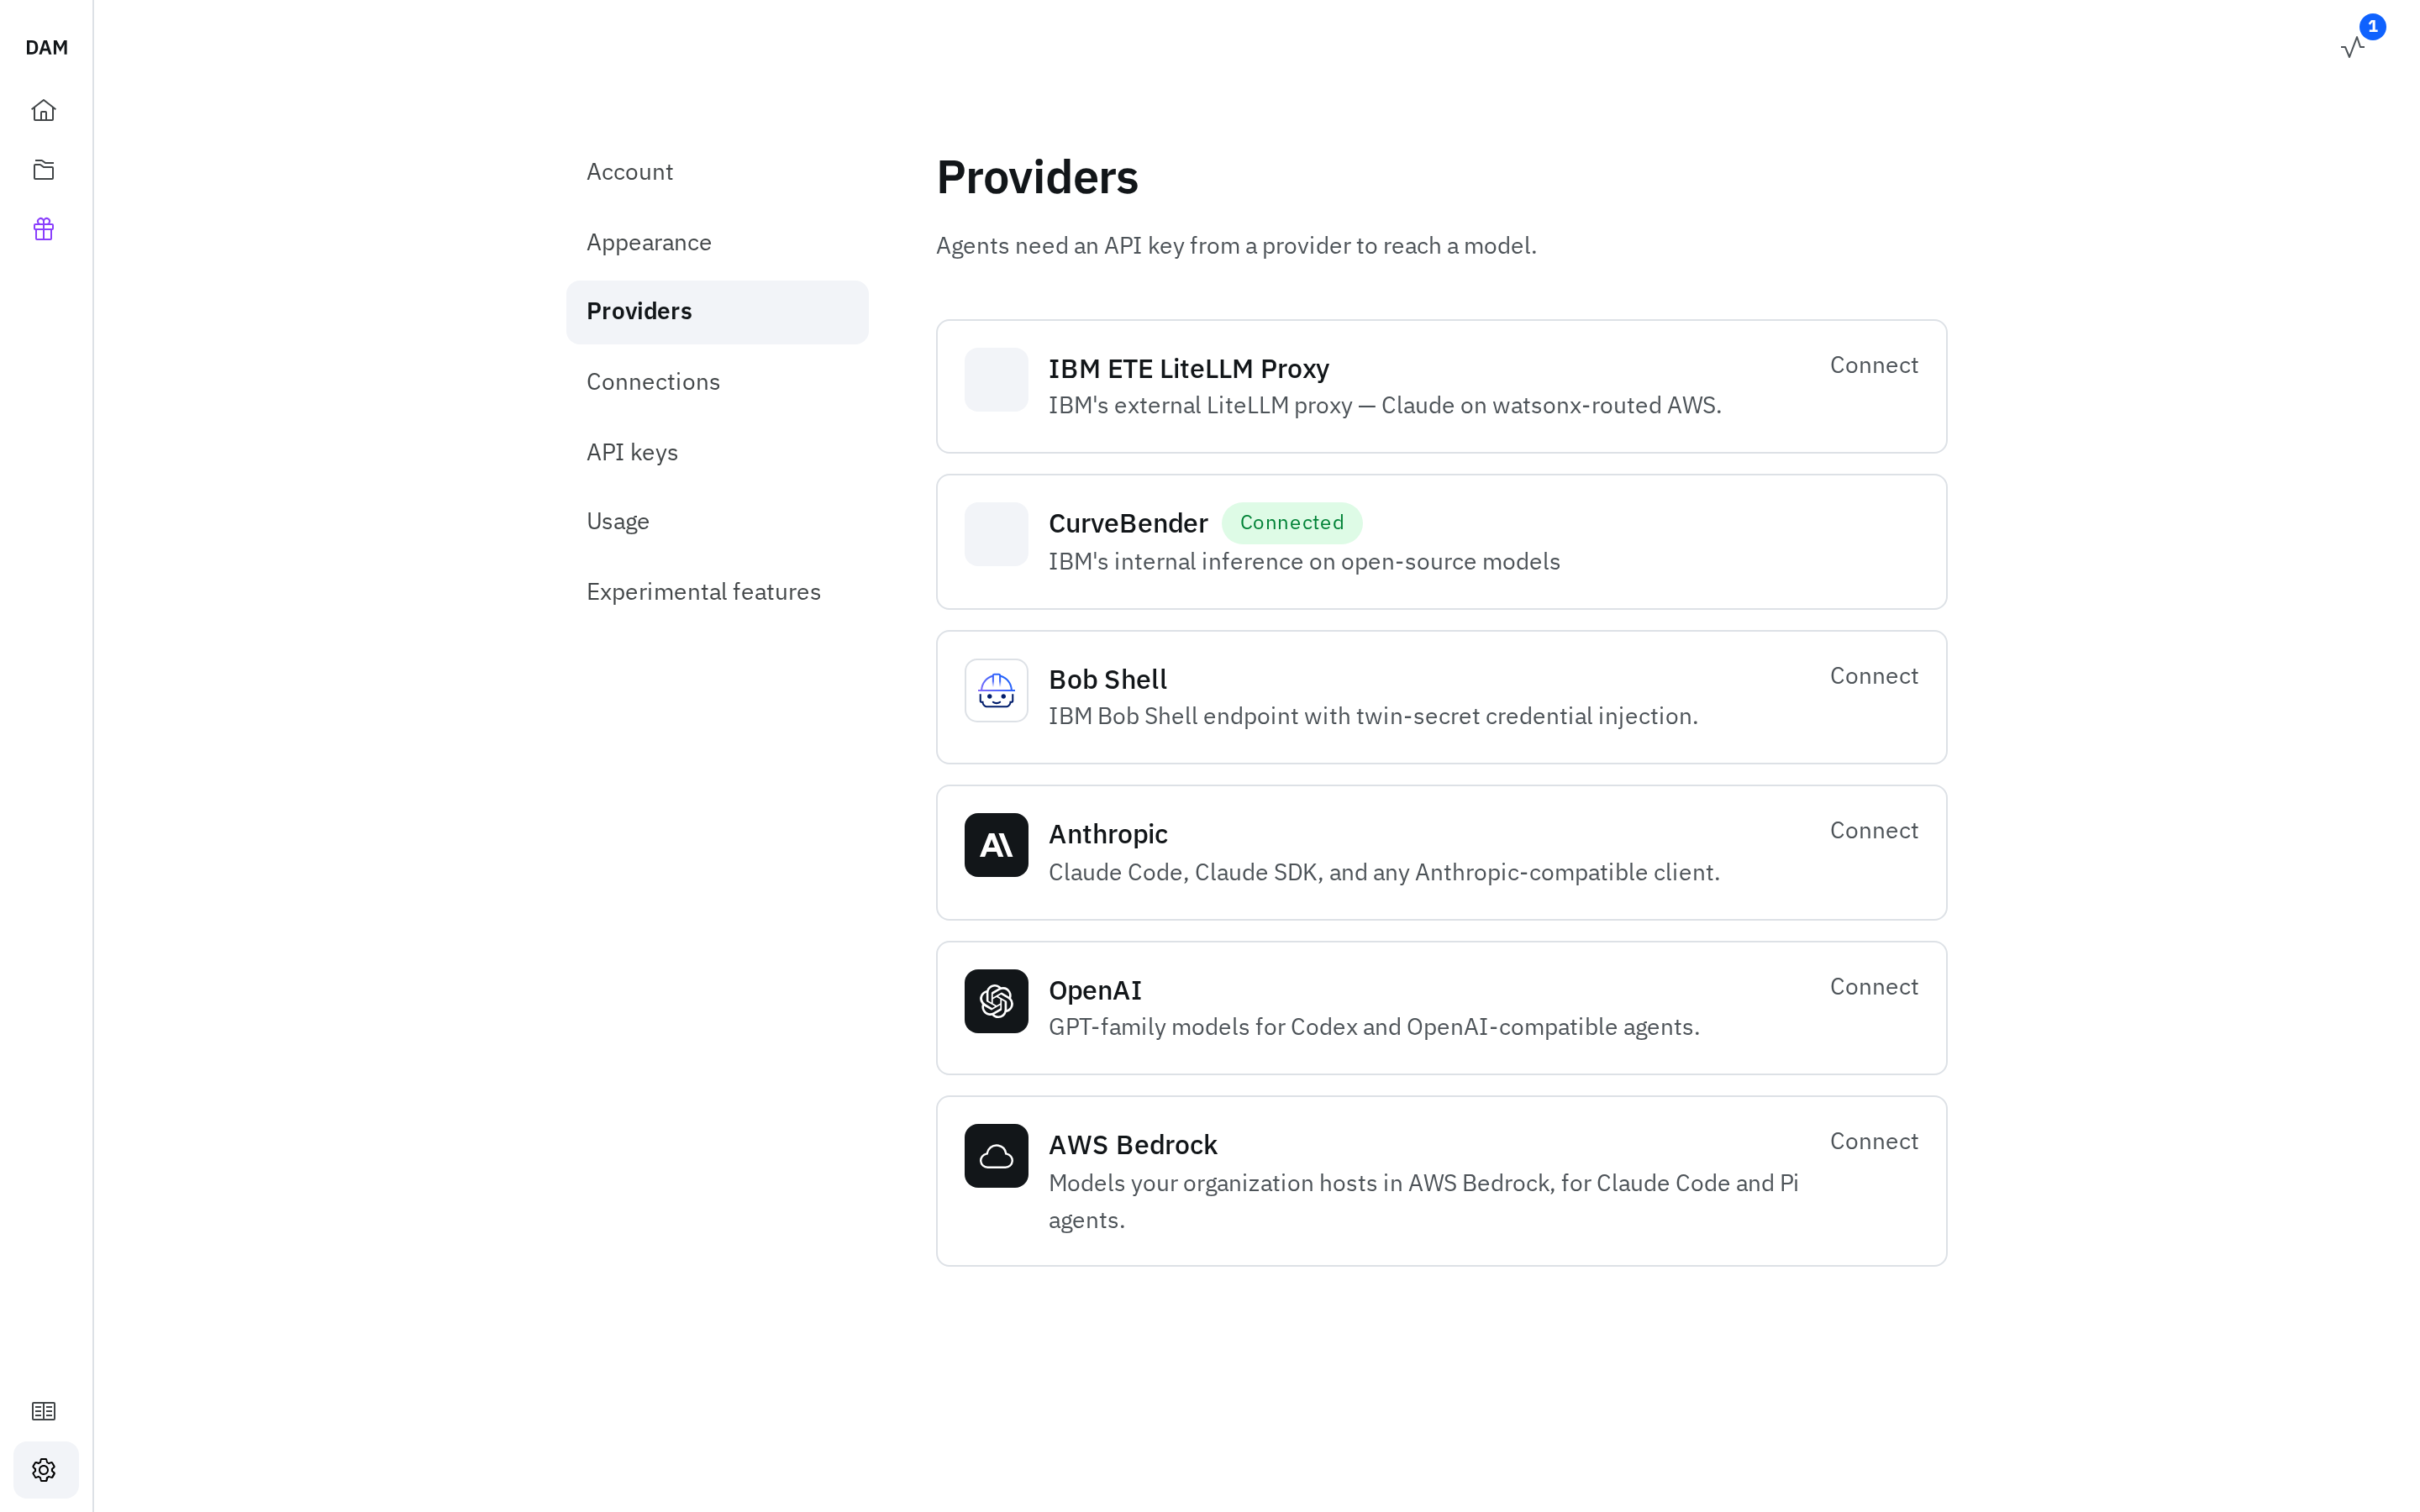 DAM
1
Account
Appearance
Providers
Connections
API keys
Usage
Experimental features
Providers
Agents need an API key from a provider to reach a model.
IBM ETE LiteLLM Proxy
Connect
IBM's external LiteLLM proxy — Claude on watsonx-routed AWS.
CurveBender
Connected
IBM's internal inference on open-source models
Bob Shell
Connect
IBM Bob Shell endpoint with twin-secret credential injection.
Anthropic
Connect
Claude Code, Claude SDK, and any Anthropic-compatible client.
OpenAI
Connect
GPT-family models for Codex and OpenAI-compatible agents.
AWS Bedrock
Connect
Models your organization hosts in AWS Bedrock, for Claude Code and Pi
agents.